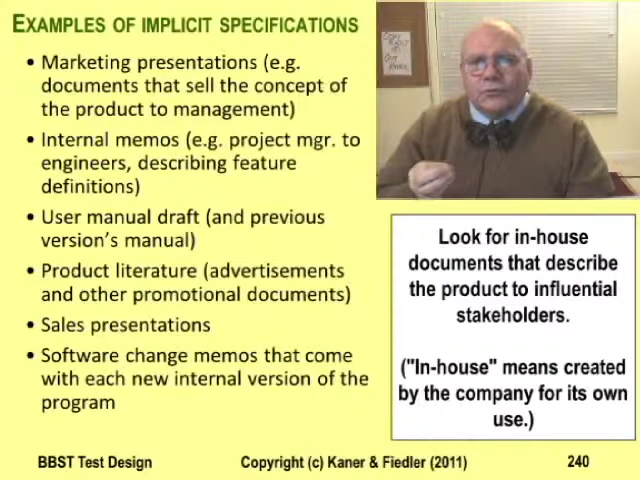 EXAMPLES OF IMPLICIT SPECIFICATIONS
• Marketing presentations (e.g.
documents that sell the concept of
the product to management)
• Internal memos (e.g. project mgr. to
engineers, describing feature
definitions)
• User manual draft (and previous
version's manual)
• Product literature (advertisements
and other promotional documents)
• Sales presentations
• Software change memos that come
with each new internal version of the
program
Look for in-house
documents that describe
the product to influential
stakeholders.
("In-house" means created
by the company for its own
use.)
BBST Test Design
Copyright (c) Kaner & Fiedler (2011)
240